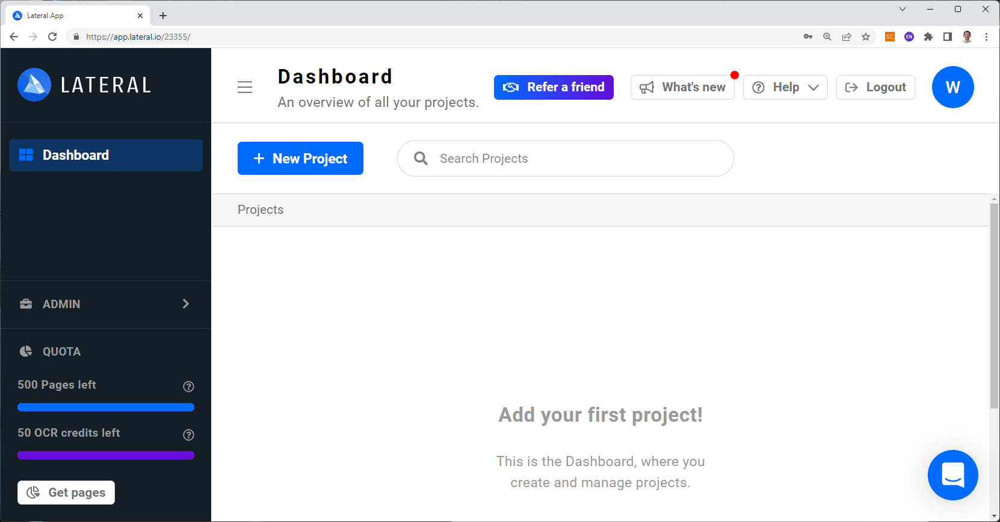 Lateral App
https://app.lateral.io/23355/
SC
EN
LATERAL
Dashboard
An overview of all your projects.
Refer a friend
What's new
Help
Logout
W
Dashboard
New Project
Search Projects
Projects
ADMIN
QUOTA
500 Pages left
50 OCR credits left
Get pages
Add your first project!
This is the Dashboard, where you
create and manage projects.